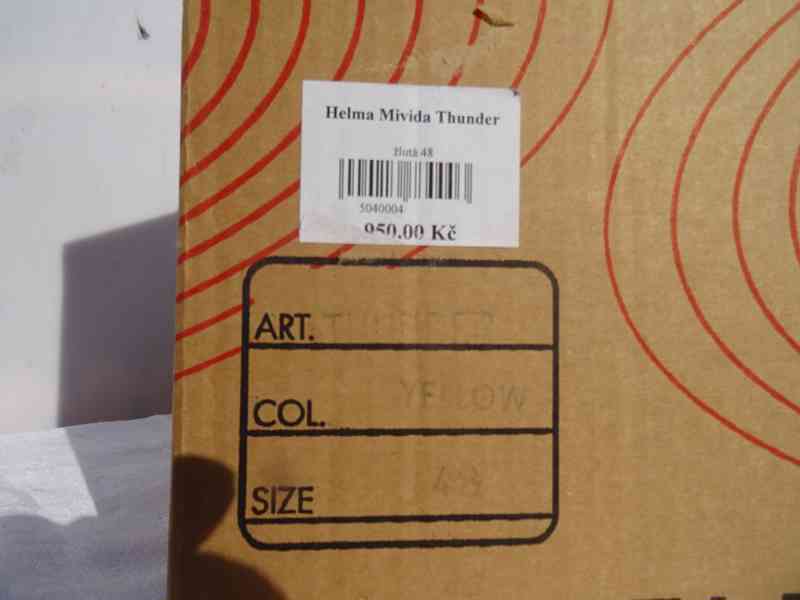 Helma Mivida Thunder
žlutá 48
5040004
950.00 Kč
ART. THUNDER
COL. YELLOW
SIZE 48